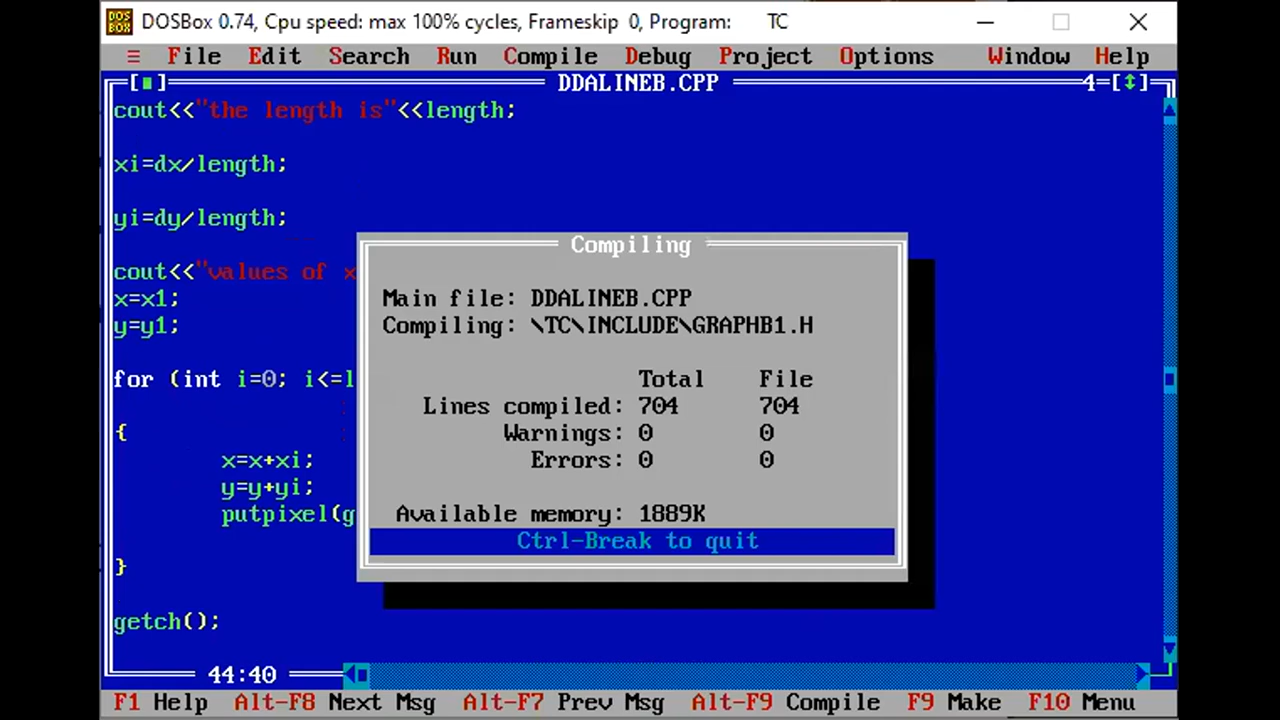 DOSBox 0.74, Cpu speed: max 100% cycles, Frameskip 0, Program: TC
≡ File Edit Search Run Compile Debug Project Options Window Help
DDALINEB.CPP 4=[↕]
cout<<"the length is"<<length;
xi=dx/length;
yi=dy/length;
cout<<"values of x
x=x1;
y=y1;
for (int i=0; i<=l
{
x=x+xi;
y=y+yi;
putpixel(g
}
getch();
Compiling
Main file: DDALINEB.CPP
Compiling: \TC\INCLUDE\GRAPHB1.H
Total File
Lines compiled: 704 704
Warnings: 0 0
Errors: 0 0
Available memory: 1889K
Ctrl-Break to quit
44:40
F1 Help Alt-F8 Next Msg Alt-F7 Prev Msg Alt-F9 Compile F9 Make F10 Menu